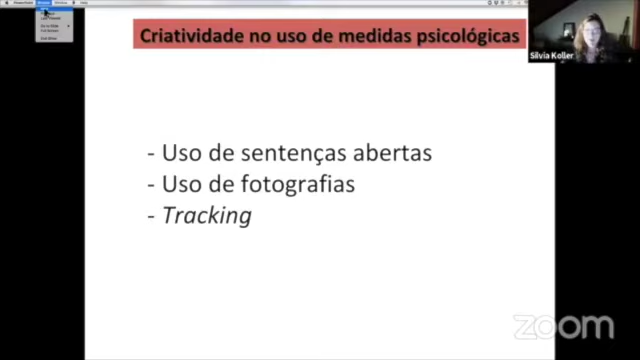 Criatividade no uso de medidas psicológicas
Silvia Koller
- Uso de sentenças abertas
- Uso de fotografias
- Tracking
zoom